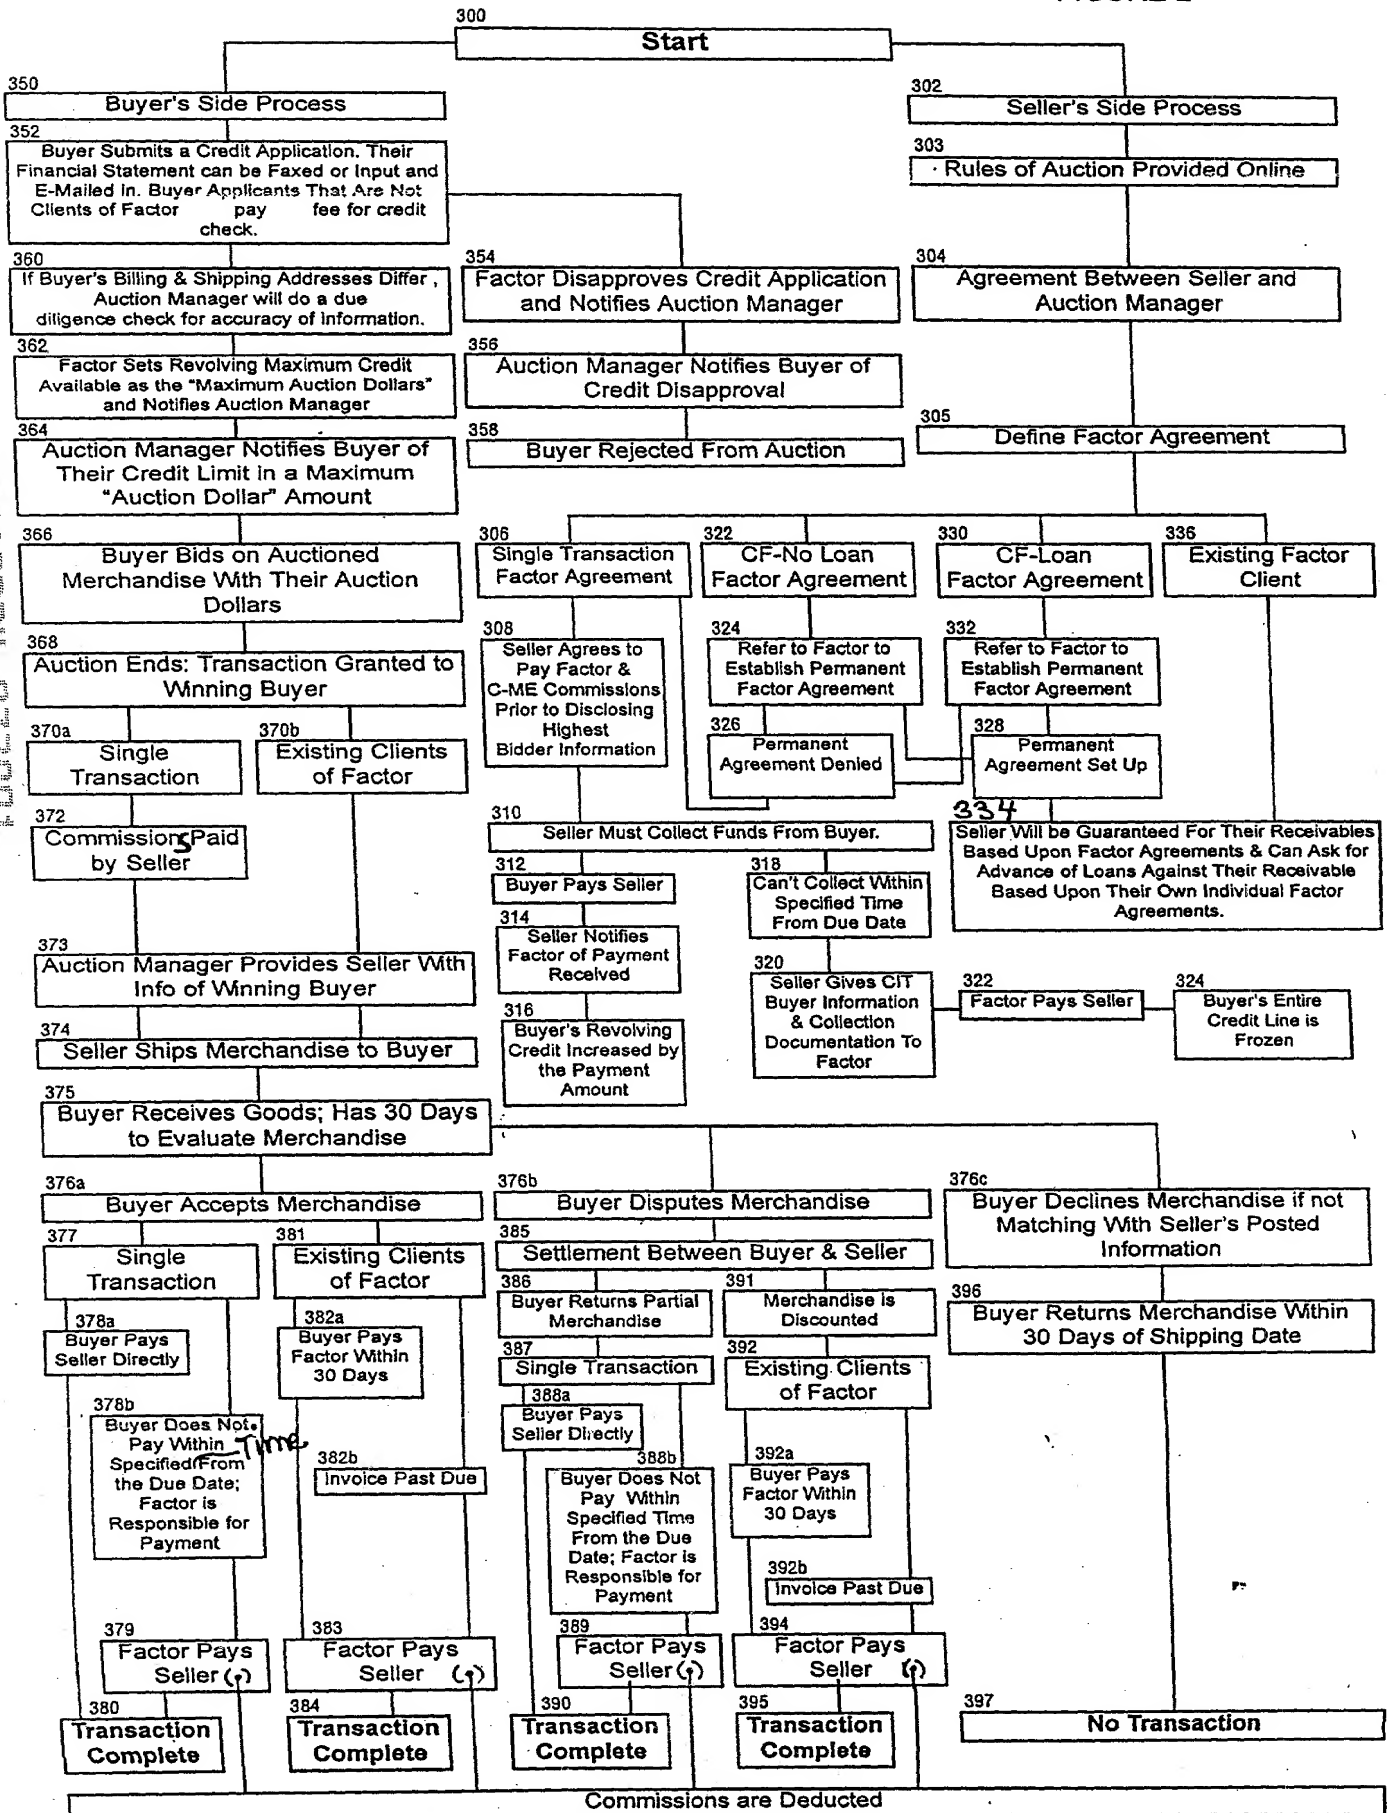 300
Start
350
Buyer's Side Process
352
Buyer Submits a Credit Application. Their
Financial Statement can be Faxed or Input and
E-Mailed in. Buyer Applicants That Are Not
Clients of Factor pay fee for credit
check.
360
If Buyer's Billing & Shipping Addresses Differ,
Auction Manager will do a due
diligence check for accuracy of information.
362
Factor Sets Revolving Maximum Credit
Available as the "Maximum Auction Dollars"
and Notifies Auction Manager
364
Auction Manager Notifies Buyer of
Their Credit Limit in a Maximum
"Auction Dollar" Amount
366
Buyer Bids on Auctioned
Merchandise With Their Auction
Dollars
368
Auction Ends: Transaction Granted to
Winning Buyer
370a
Single
Transaction
370b
Existing Clients
of Factor
372
Commissions Paid
by Seller
373
Auction Manager Provides Seller With
Info of Winning Buyer
374
Seller Ships Merchandise to Buyer
375
Buyer Receives Goods; Has 30 Days
to Evaluate Merchandise
354
Factor Disapproves Credit Application
and Notifies Auction Manager
356
Auction Manager Notifies Buyer of
Credit Disapproval
358
Buyer Rejected From Auction
302
Seller's Side Process
303
Rules of Auction Provided Online
304
Agreement Between Seller and
Auction Manager
305
Define Factor Agreement
306
Single Transaction
Factor Agreement
322
CF-No Loan
Factor Agreement
330
CF-Loan
Factor Agreement
336
Existing Factor
Client
308
Seller Agrees to
Pay Factor &
C-ME Commissions
Prior to Disclosing
Highest
Bidder Information
324
Refer to Factor to
Establish Permanent
Factor Agreement
332
Refer to Factor to
Establish Permanent
Factor Agreement
326
Permanent
Agreement Denied
328
Permanent
Agreement Set Up
310
Seller Must Collect Funds From Buyer.
334
Seller Will be Guaranteed For Their Receivables
Based Upon Factor Agreements & Can Ask for
Advance of Loans Against Their Receivable
Based Upon Their Own Individual Factor
Agreements.
312
Buyer Pays Seller
314
Seller Notifies
Factor of Payment
Received
316
Buyer's Revolving
Credit Increased by
the Payment
Amount
318
Can't Collect Within
Specified Time
From Due Date
320
Seller Gives CIT
Buyer Information
& Collection
Documentation To
Factor
322
Factor Pays Seller
324
Buyer's Entire
Credit Line is
Frozen
376a
Buyer Accepts Merchandise
377
Single
Transaction
381
Existing Clients
of Factor
378a
Buyer Pays
Seller Directly
382a
Buyer Pays
Factor Within
30 Days
378b
Buyer Does Not
Pay Within Time
Specified From
the Due Date;
Factor is
Responsible for
Payment
382b
Invoice Past Due
379
Factor Pays
Seller
383
Factor Pays
Seller
380
Transaction
Complete
384
Transaction
Complete
376b
Buyer Disputes Merchandise
385
Settlement Between Buyer & Seller
386
Buyer Returns Partial
Merchandise
391
Merchandise is
Discounted
387
Single Transaction
392
Existing Clients
of Factor
388a
Buyer Pays
Seller Directly
388b
Buyer Does Not
Pay Within
Specified Time
From the Due
Date; Factor is
Responsible for
Payment
392a
Buyer Pays
Factor Within
30 Days
392b
Invoice Past Due
389
Factor Pays
Seller
394
Factor Pays
Seller
390
Transaction
Complete
395
Transaction
Complete
376c
Buyer Declines Merchandise if not
Matching With Seller's Posted
Information
396
Buyer Returns Merchandise Within
30 Days of Shipping Date
397
No Transaction
Commissions are Deducted